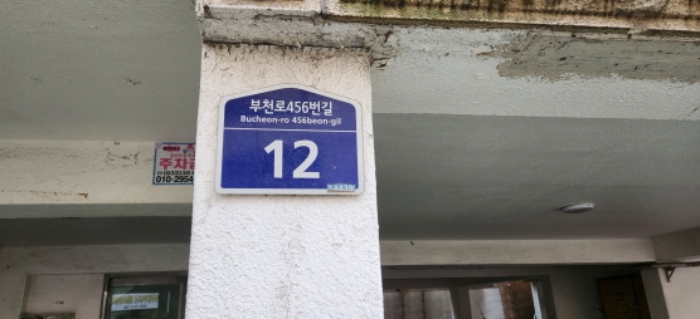 부천로456번길
Bucheon-ro 456beon-gil
12
주차금
010-2954